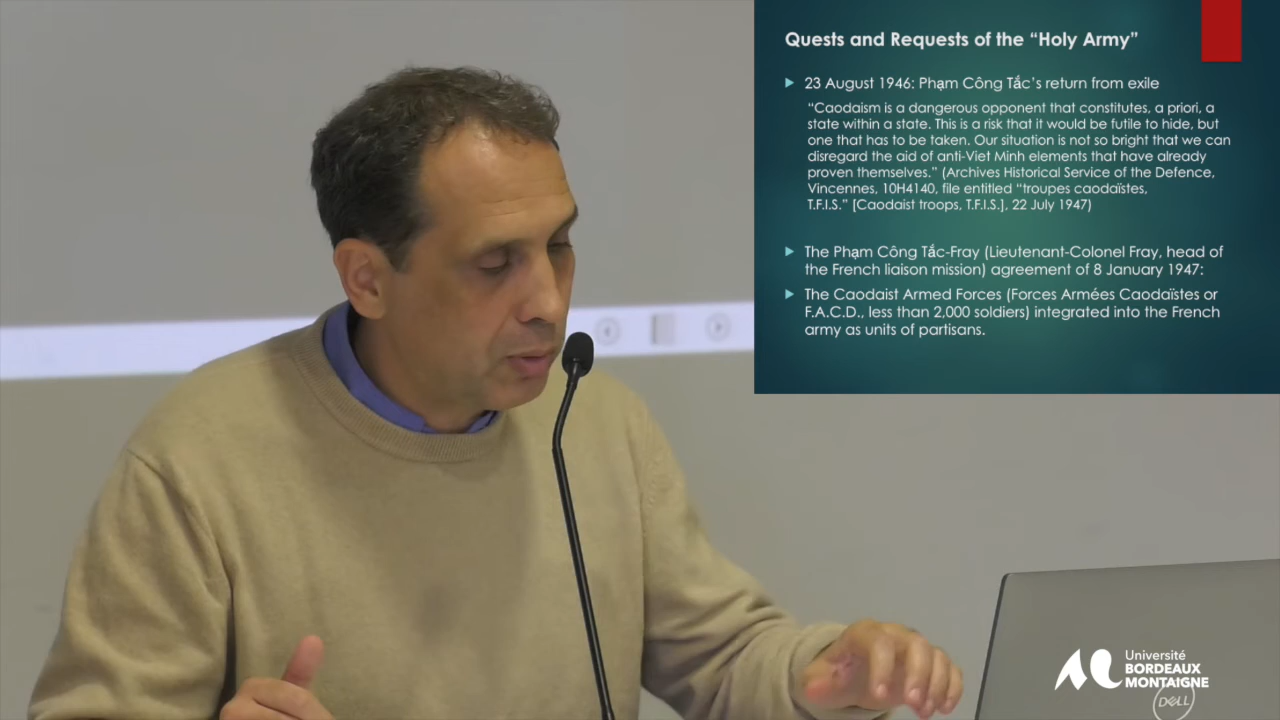 Quests and Requests of the “Holy Army”
23 August 1946: Phạm Công Tắc’s return from exile
“Caodaism is a dangerous opponent that constitutes, a priori, a
state within a state. This is a risk that it would be futile to hide, but
one that has to be taken. Our situation is not so bright that we can
disregard the aid of anti-Viet Minh elements that have already
proven themselves.” (Archives Historical Service of the Defence,
Vincennes, 10H4140, file entitled “troupes caodaïstes,
T.F.I.S.” [Caodaist troops, T.F.I.S.], 22 July 1947)
The Phạm Công Tắc-Fray (Lieutenant-Colonel Fray, head of
the French liaison mission) agreement of 8 January 1947:
The Caodaist Armed Forces (Forces Armées Caodaïstes or
F.A.C.D., less than 2,000 soldiers) integrated into the French
army as units of partisans.
Université
BORDEAUX
MONTAIGNE
DELL